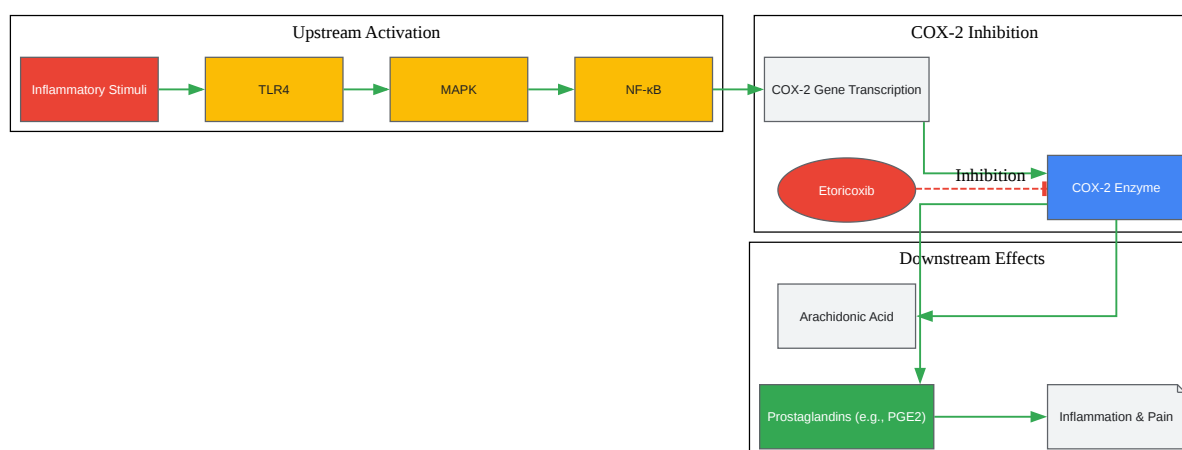 Upstream Activation
Inflammatory Stimuli
TLR4
MAPK
NF-κB
COX-2 Inhibition
COX-2 Gene Transcription
Inhibition
Etoricoxib
COX-2 Enzyme
Downstream Effects
Arachidonic Acid
Prostaglandins (e.g., PGE2)
Inflammation & Pain